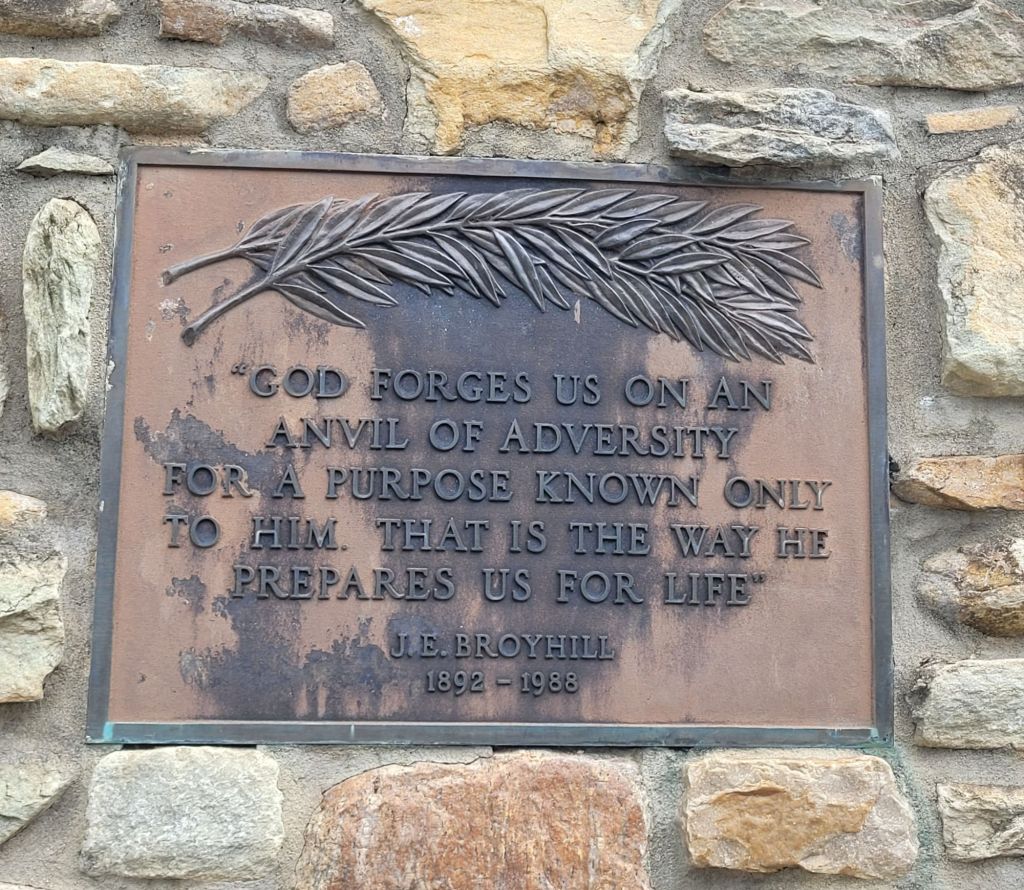 “GOD FORGES US ON AN
ANVIL OF ADVERSITY
FOR A PURPOSE KNOWN ONLY
TO HIM. THAT IS THE WAY HE
PREPARES US FOR LIFE”
J. E. BROYHILL
1892 - 1988